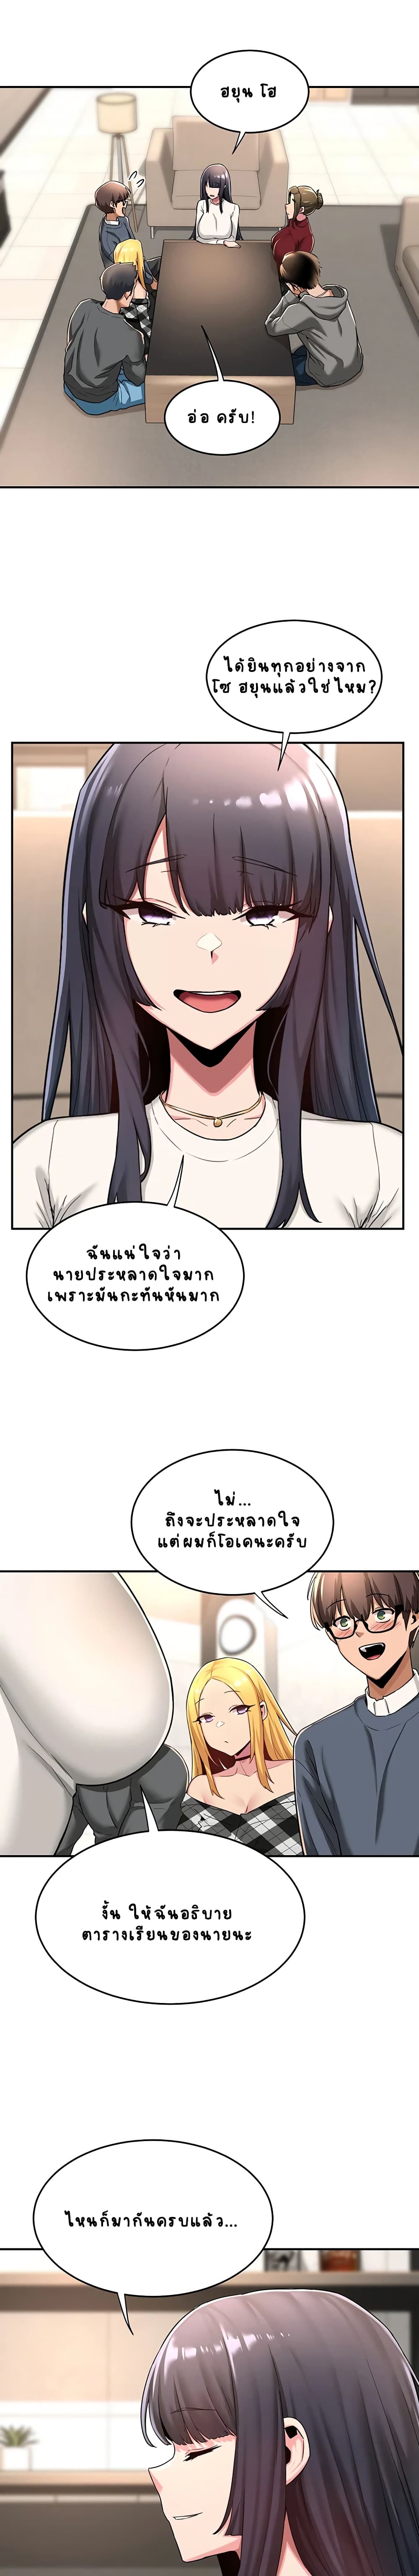 ฮยุน โฮ
อ่อ ครับ!
ได้ยินทุกอย่างจาก
โซ ฮยุนแล้วใช่ไหม?
ฉันแน่ใจว่า
นายประหลาดใจมาก
เพราะมันกะทันหันมาก
ไม่...
ถึงจะประหลาดใจ
แต่ผมก็โอเคนะครับ
งั้น ให้ฉันอธิบาย
ตารางเรียนของนายนะ
ไหนก็มากันครบแล้ว...